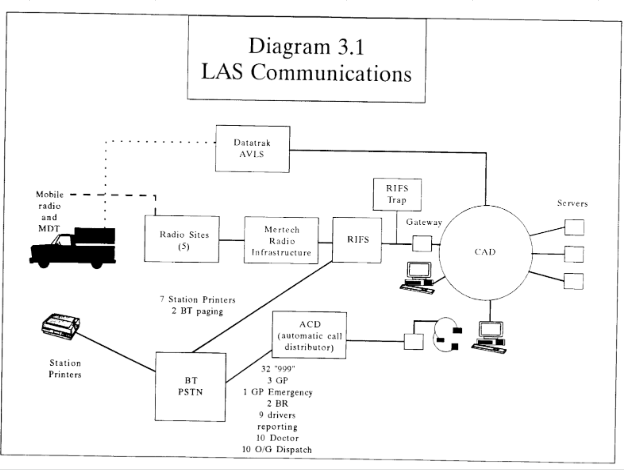 Diagram 3.1
LAS Communications
Datatrak
AVLS
Mobile
radio
and
MDT
RIFS
Trap
Servers
Gateway
Radio Sites
(5)
Mertech
Radio
Infrastructure
RIFS
CAD
7 Station Printers
2 BT paging
ACD
(automatic call
distributor)
Station
Printers
BT
PSTN
32 "999"
3 GP
1 GP Emergency
2 BR
9 drivers
reporting
10 Doctor
10 O/G Dispatch